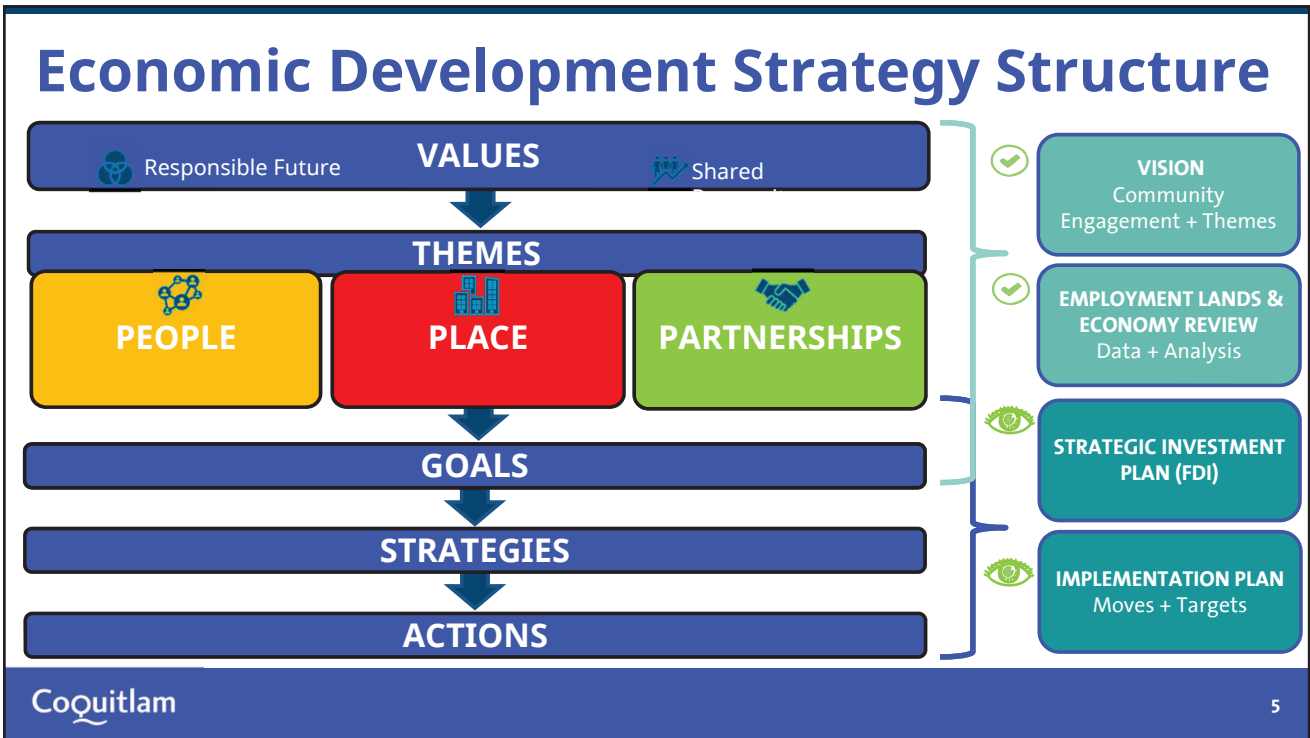 Economic Development Strategy Structure
VALUES
Responsible Future
Shared
THEMES
PEOPLE
PLACE
PARTNERSHIPS
GOALS
STRATEGIES
ACTIONS
VISION
Community
Engagement + Themes
EMPLOYMENT LANDS &
ECONOMY REVIEW
Data + Analysis
STRATEGIC INVESTMENT
PLAN (FDI)
IMPLEMENTATION PLAN
Moves + Targets
Coquitlam
5